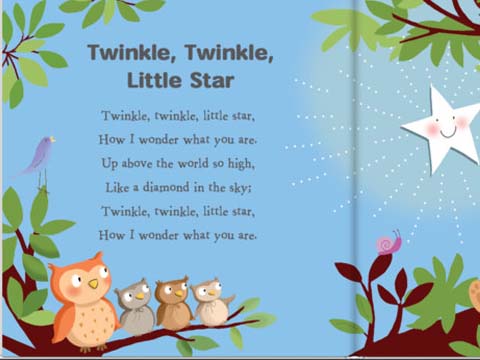 Twinkle, Twinkle,
Little Star
Twinkle, twinkle, little star,
How I wonder what you are.
Up above the world so high,
Like a diamond in the sky;
Twinkle, twinkle, little star,
How I wonder what you are.